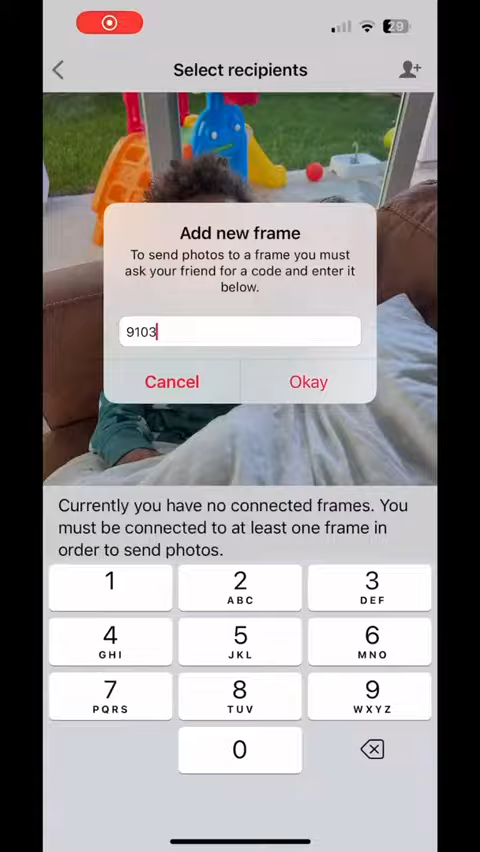 29
Select recipients
Add new frame
To send photos to a frame you must
ask your friend for a code and enter it
below.
9103
Cancel
Okay
Currently you have no connected frames. You
must be connected to at least one frame in
order to send photos.
1
2
3
ABC
DEF
4
5
6
GHI
JKL
MNO
7
8
9
PQRS
TUV
WXYZ
0